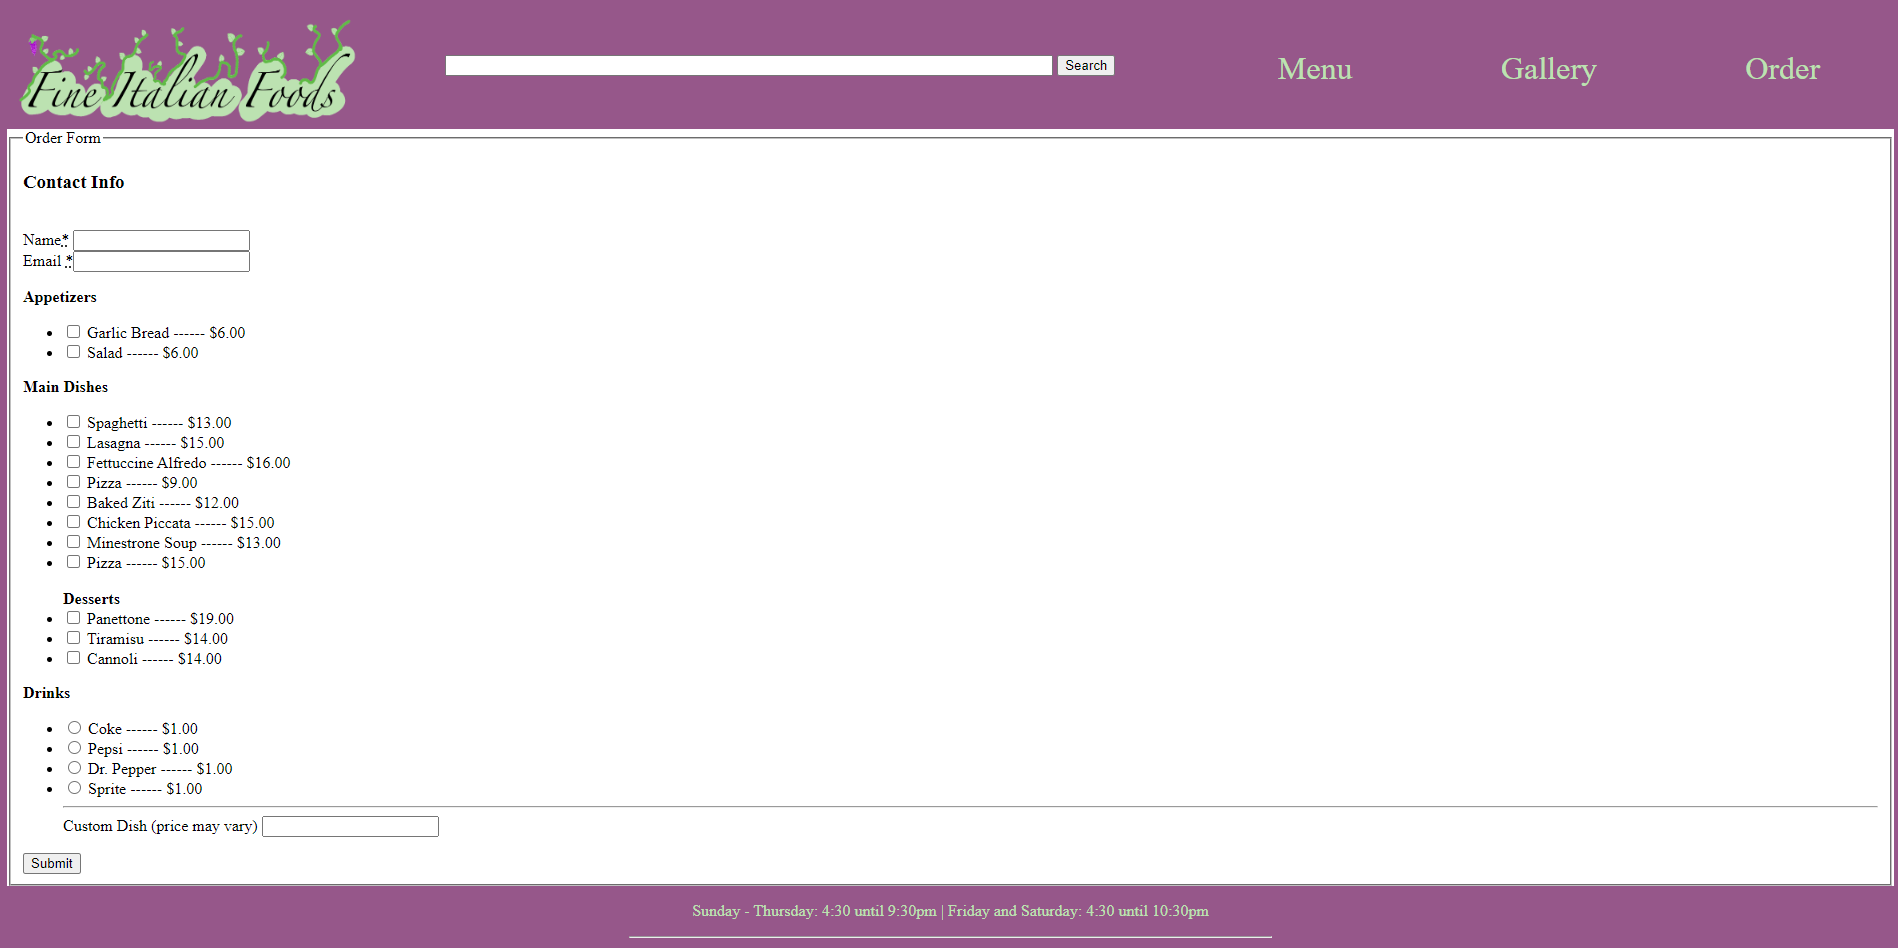 Fine Italian Foods
Search
Menu
Gallery
Order
Order Form
Contact Info
Name*
Email *
Appetizers
Garlic Bread ------ $6.00
Salad ------ $6.00
Main Dishes
Spaghetti ------ $13.00
Lasagna ------ $15.00
Fettuccine Alfredo ------ $16.00
Pizza ------ $9.00
Baked Ziti ------ $12.00
Chicken Piccata ------ $15.00
Minestrone Soup ------ $13.00
Pizza ------ $15.00
Desserts
Panettone ------ $19.00
Tiramisu ------ $14.00
Cannoli ------ $14.00
Drinks
Coke ------ $1.00
Pepsi ------ $1.00
Dr. Pepper ------ $1.00
Sprite ------ $1.00
Custom Dish (price may vary)
Submit
Sunday - Thursday: 4:30 until 9:30pm | Friday and Saturday: 4:30 until 10:30pm